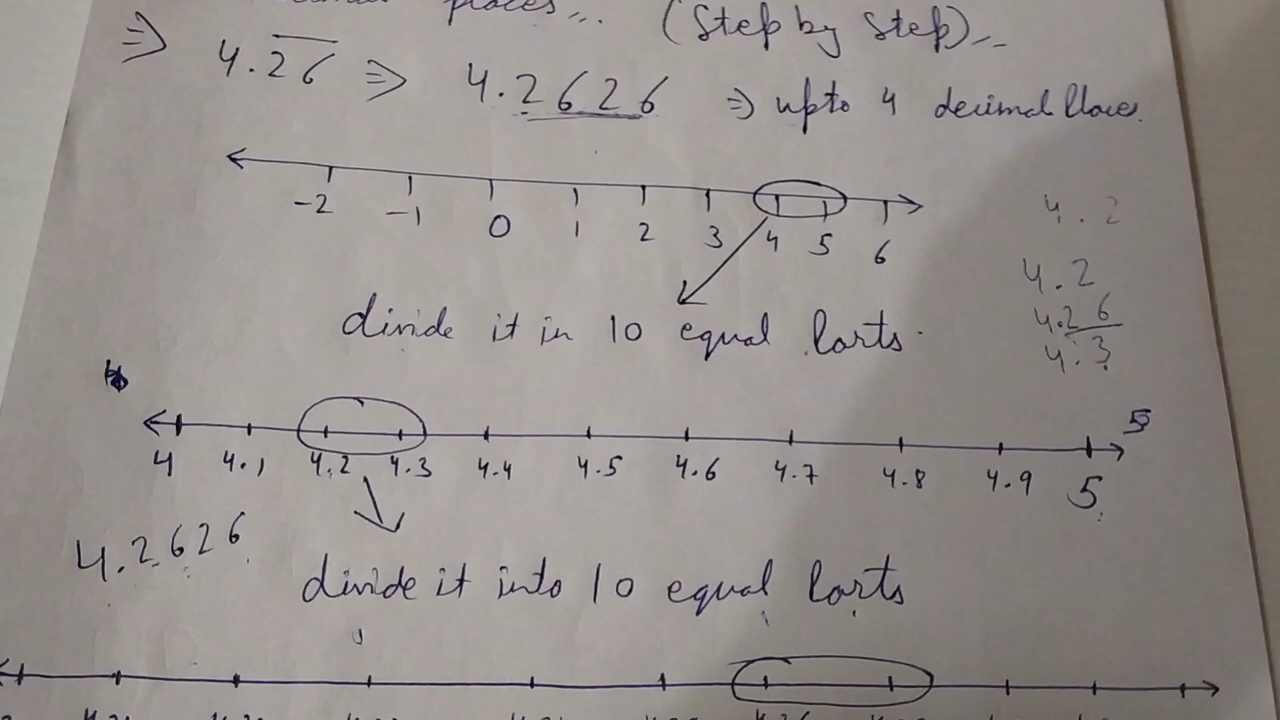 places... (Step by Step)...
⇒ 4.26̅ ⇒ 4.2626 ⇒ upto 4 decimal places.
-2 -1 0 1 2 3 4 5 6
4.2
4.2
4.26
4.3
divide it in 10 equal parts.
5
4 4.1 4.2 4.3 4.4 4.5 4.6 4.7 4.8 4.9 5
4.2626
divide it into 10 equal parts